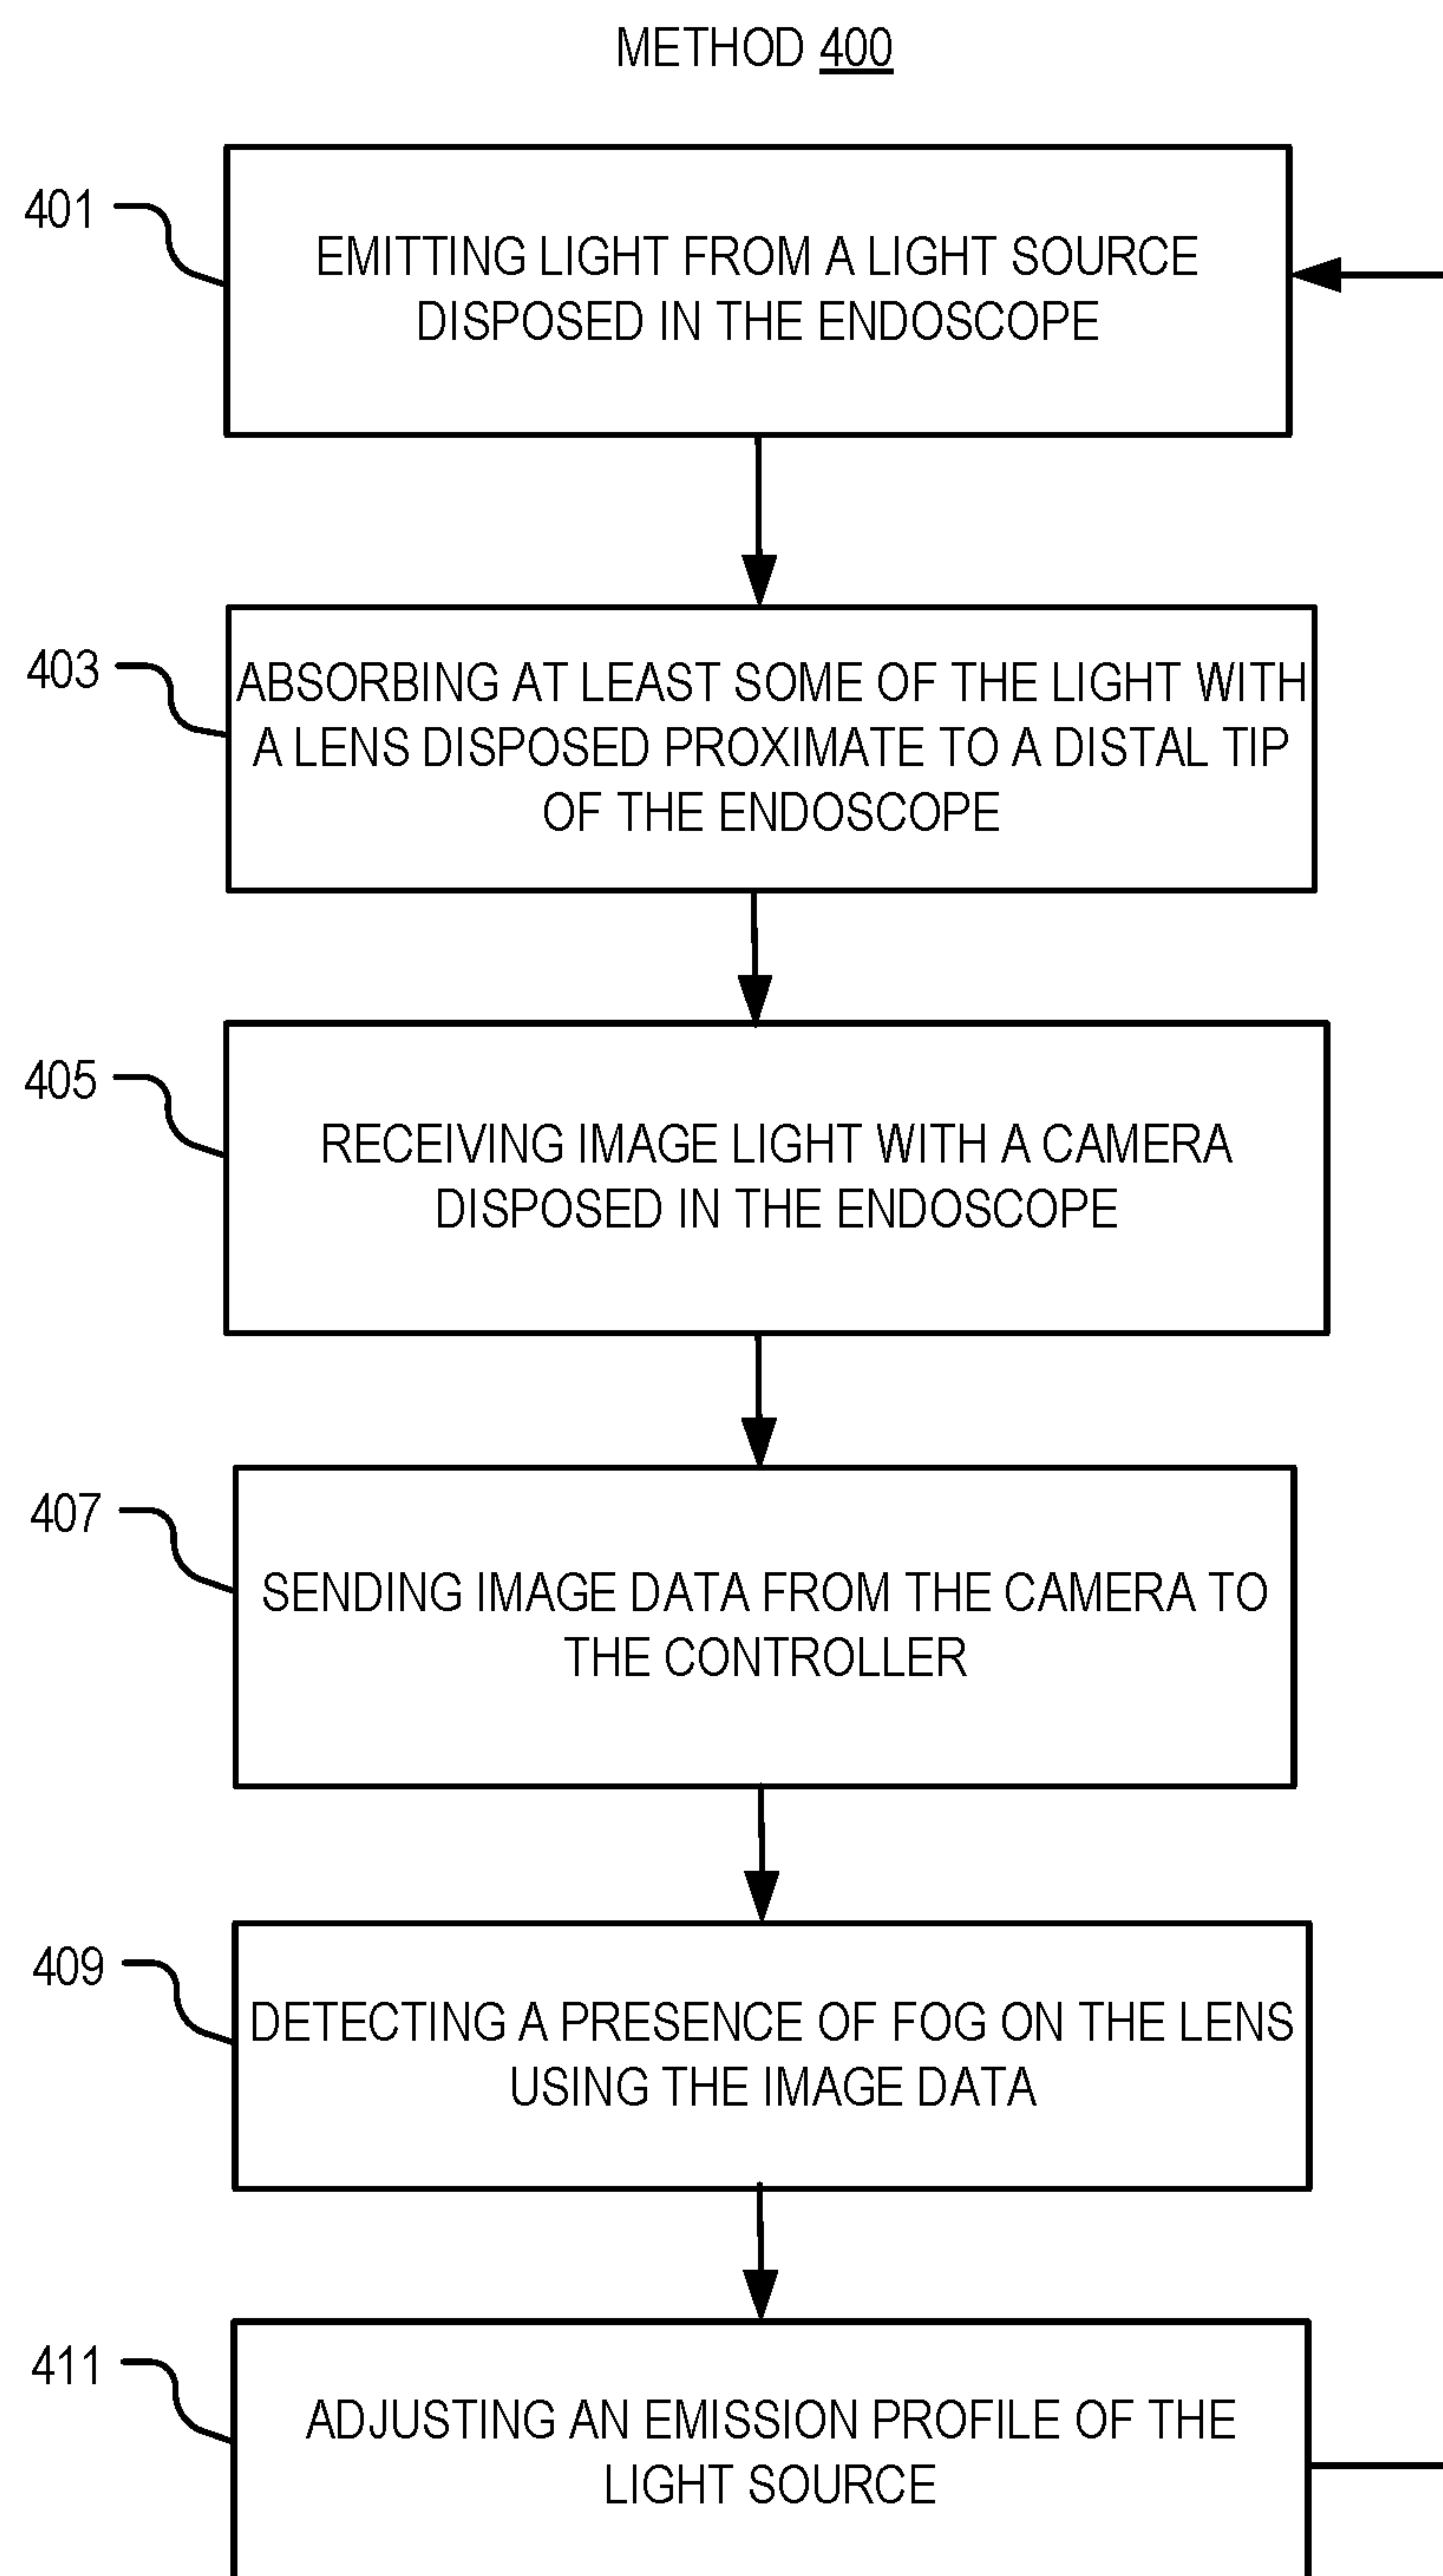 METHOD 400
401
EMITTING LIGHT FROM A LIGHT SOURCE
DISPOSED IN THE ENDOSCOPE
403
ABSORBING AT LEAST SOME OF THE LIGHT WITH
A LENS DISPOSED PROXIMATE TO A DISTAL TIP
OF THE ENDOSCOPE
405
RECEIVING IMAGE LIGHT WITH A CAMERA
DISPOSED IN THE ENDOSCOPE
407
SENDING IMAGE DATA FROM THE CAMERA TO
THE CONTROLLER
409
DETECTING A PRESENCE OF FOG ON THE LENS
USING THE IMAGE DATA
411
ADJUSTING AN EMISSION PROFILE OF THE
LIGHT SOURCE